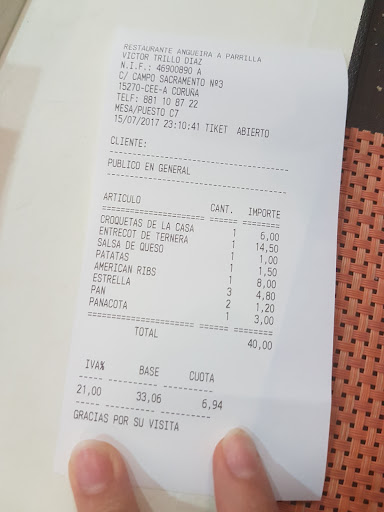 RESTAURANTE ANGUEIRA A PARRILLA
VICTOR TRILLO DIAZ
N.I.F.: 46900890 A
C/ CAMPO SACRAMENTO Nº3
15270-CEE-A CORUÑA
TELF: 881 10 87 22
MESA/PUESTO C7
15/07/2017 23:10:41 TIKET ABIERTO
CLIENTE:
PUBLICO EN GENERAL
ARTICULO CANT. IMPORTE
CROQUETAS DE LA CASA 1 6,00
ENTRECOT DE TERNERA 1 14,50
SALSA DE QUESO 1 1,00
PATATAS 1 1,50
AMERICAN RIBS 1 8,00
ESTRELLA 3 4,80
PAN 2 1,20
PANACOTA 1 3,00
TOTAL 40,00
IVA% BASE CUOTA
21,00 33,06 6,94
GRACIAS POR SU VISITA